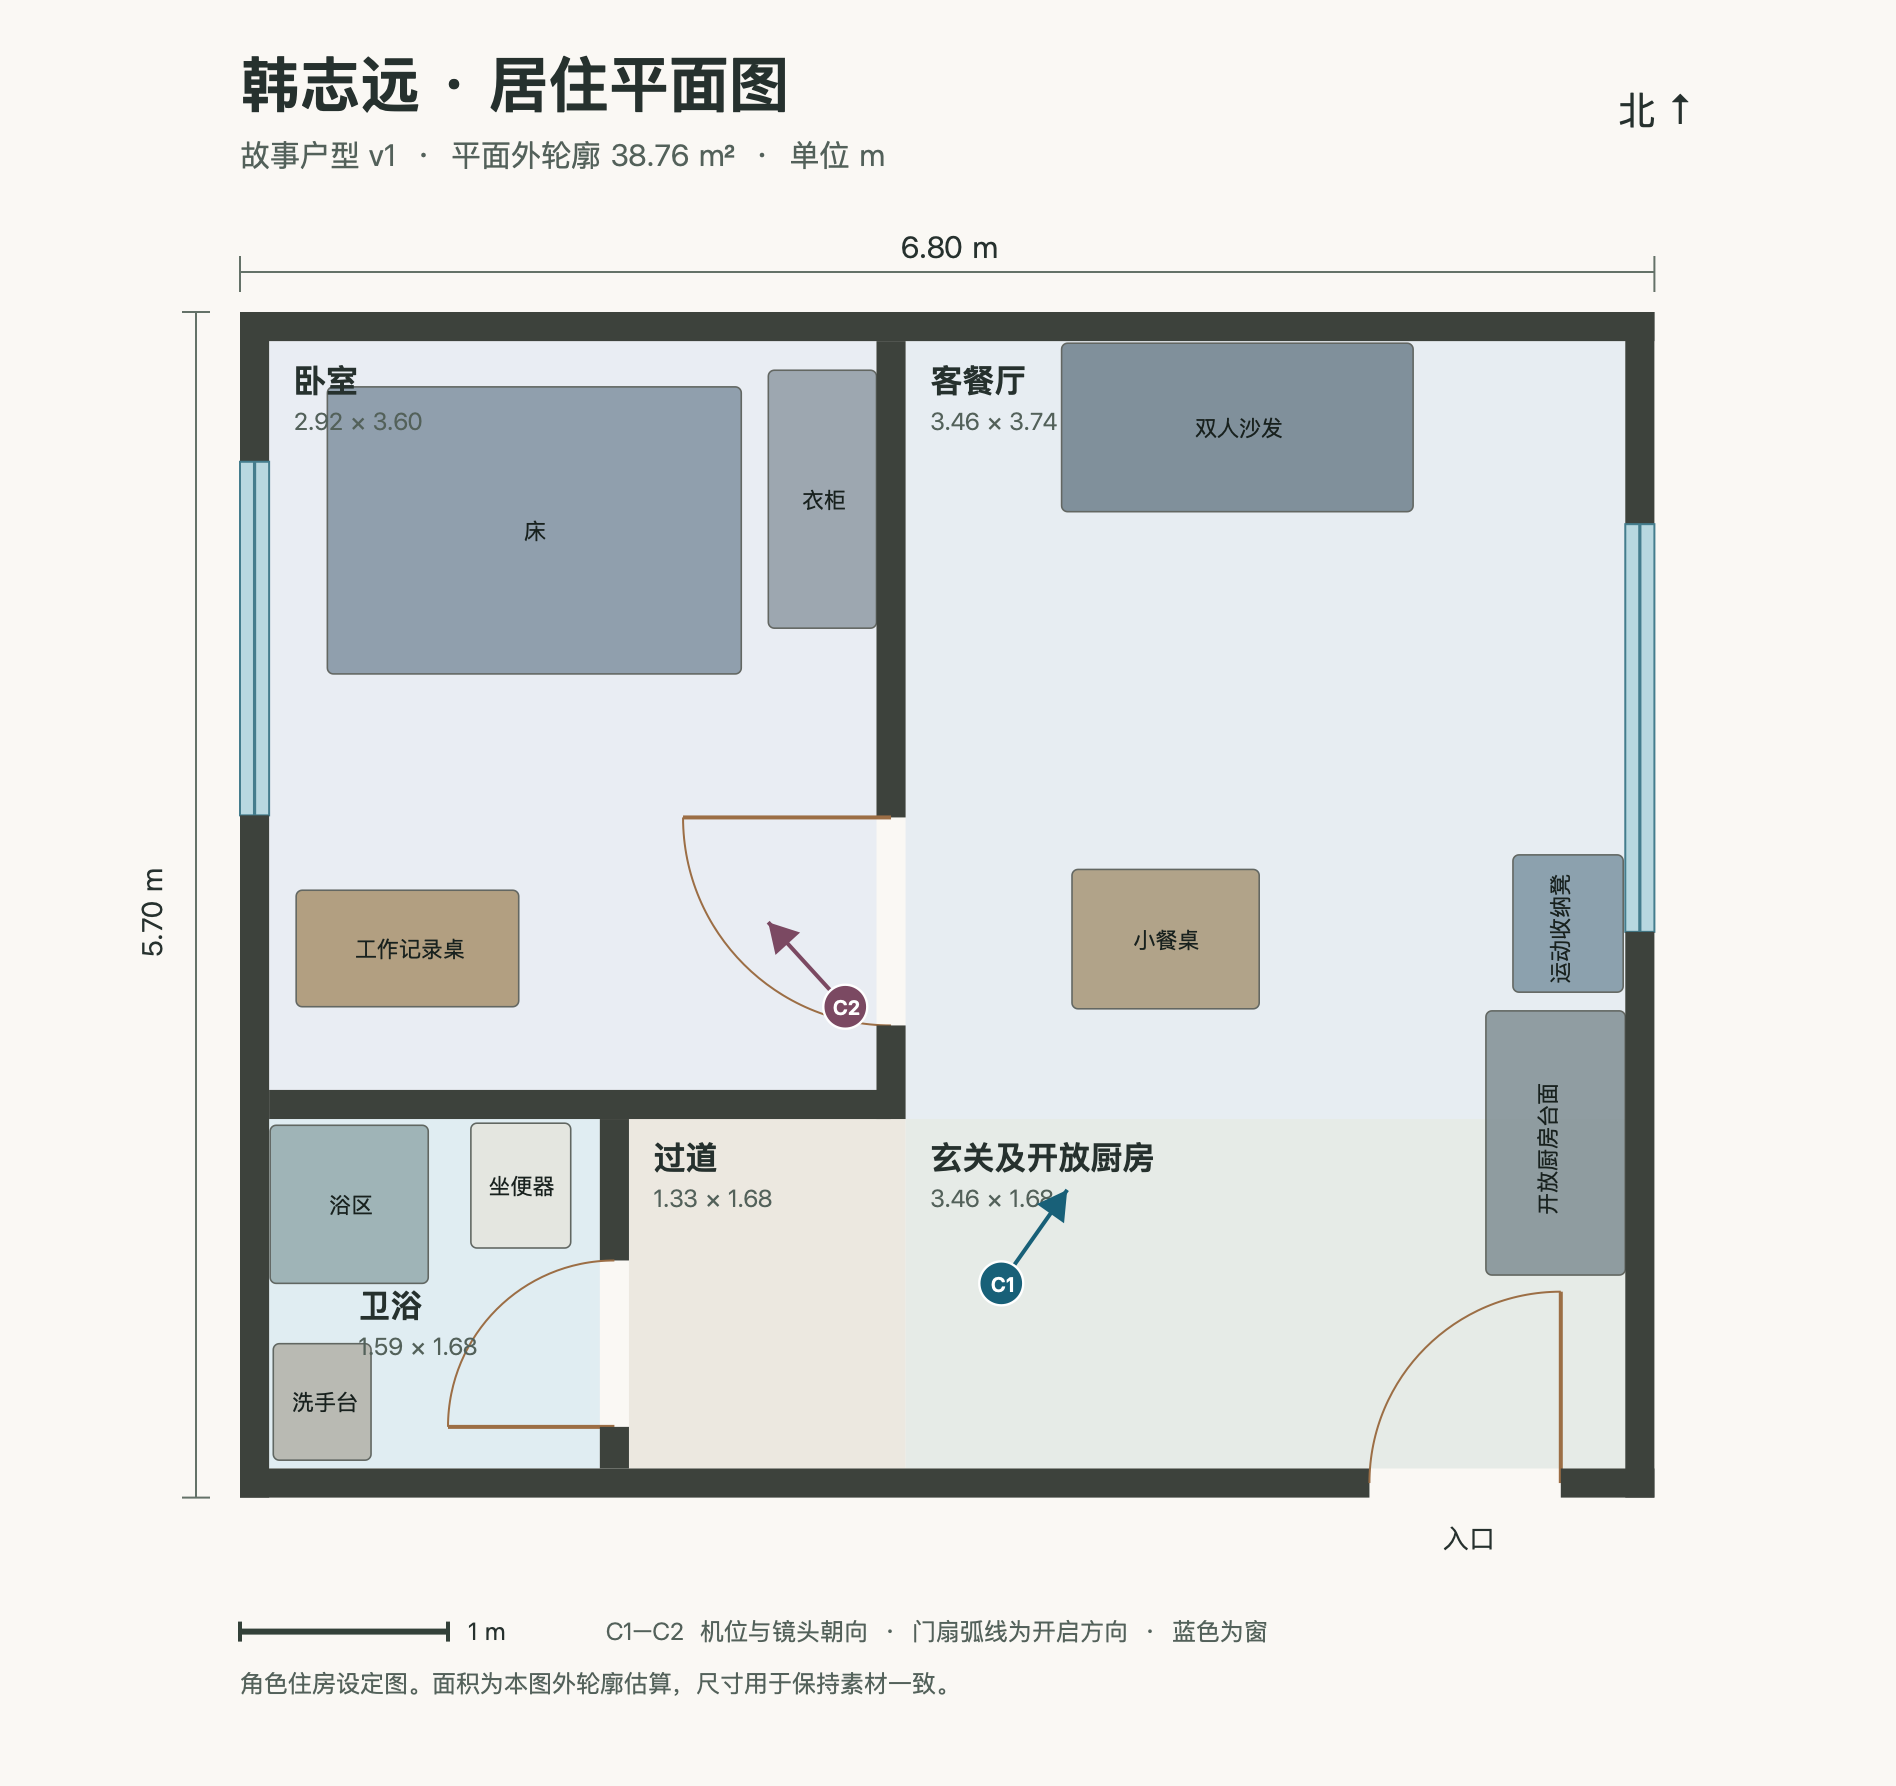 韩志远 · 居住平面图
北 ↑
故事户型 v1 · 平面外轮廓 38.76 m² · 单位 m
6.80 m
5.70 m
卧室
2.92 × 3.60
床
衣柜
客餐厅
3.46 × 3.74
双人沙发
工作记录桌
C2
小餐桌
运动收纳凳
开放厨房台面
浴区
坐便器
卫浴
1.59 × 1.68
洗手台
过道
1.33 × 1.68
玄关及开放厨房
3.46 × 1.68
C1
入口
1 m
C1—C2 机位与镜头朝向 · 门扇弧线为开启方向 · 蓝色为窗
角色住房设定图。面积为本图外轮廓估算，尺寸用于保持素材一致。